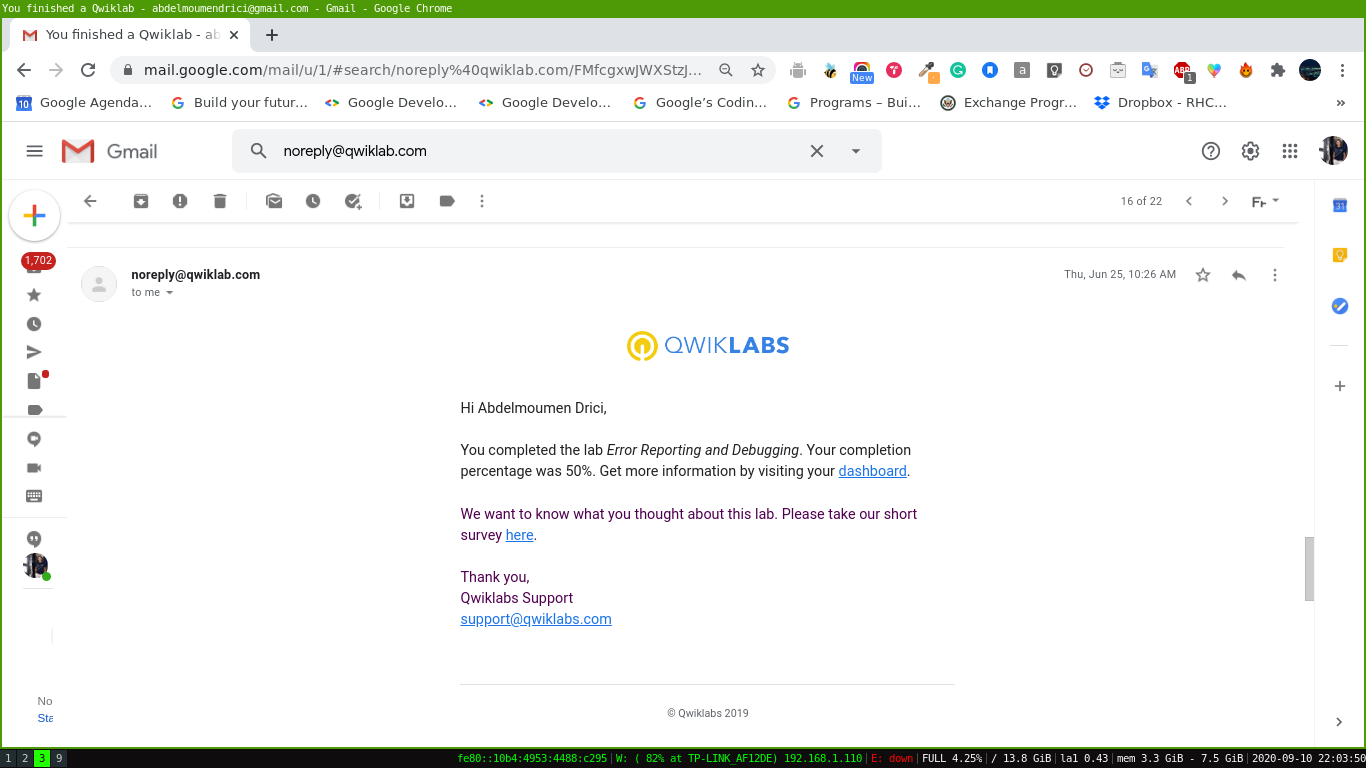 You finished a Qwiklab - abdelmoumendrici@gmail.com - Gmail - Google Chrome
You finished a Qwiklab - ab
mail.google.com/mail/u/1/#search/noreply%40qwiklab.com/FMfcgxwJWXStzJ...
New
a
ABP
1
10
Google Agenda...
Build your futur...
Google Develo...
Google Develo...
Google's Codin...
Programs – Bui...
Exchange Progr...
Dropbox - RHC...
»
Gmail
noreply@qwiklab.com
16 of 22
1,702
31
noreply@qwiklab.com
Thu, Jun 25, 10:26 AM
to me
QWIKLABS
Hi Abdelmoumen Drici,
You completed the lab Error Reporting and Debugging. Your completion
percentage was 50%. Get more information by visiting your dashboard.
We want to know what you thought about this lab. Please take our short
survey here.
Thank you,
Qwiklabs Support
support@qwiklabs.com
No
Sta
© Qwiklabs 2019
1 2 3 9
fe80::10b4:4953:4488:c295 | W: ( 82% at TP-LINK_AF12DE) 192.168.1.110 | E: down | FULL 4.25% | / 13.8 GiB | la1 0.43 | mem 3.3 GiB - 7.5 GiB | 2020-09-10 22:03:50